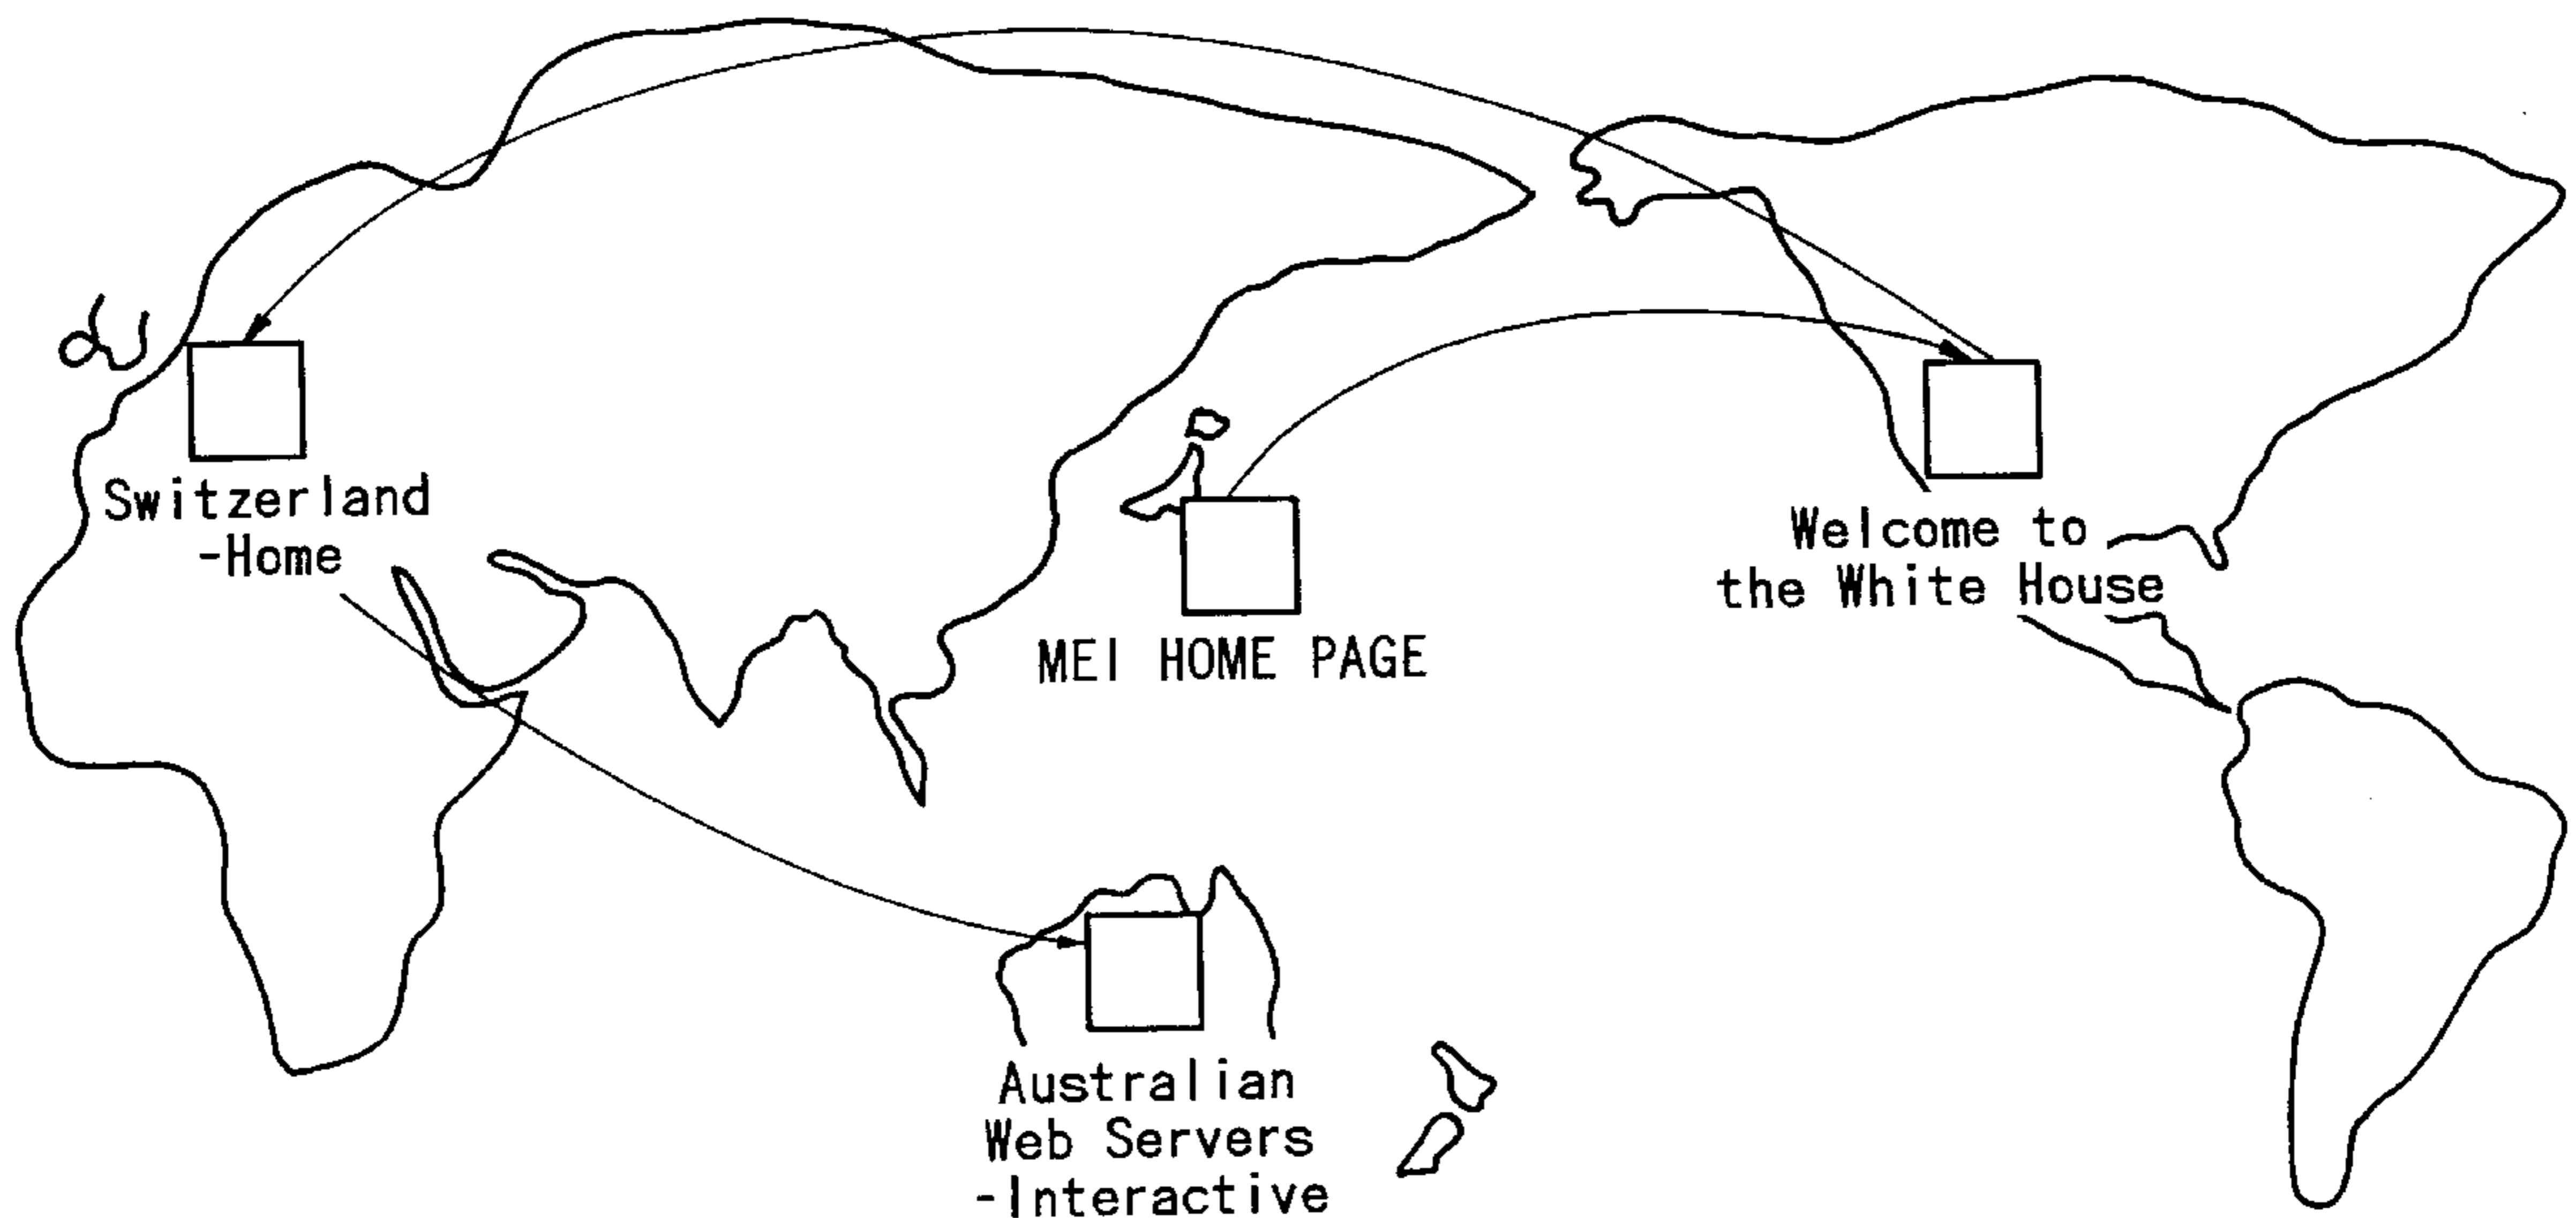 Switzerland
-Home
MEI HOME PAGE
Welcome to
the White House
Australian
Web Servers
-Interactive